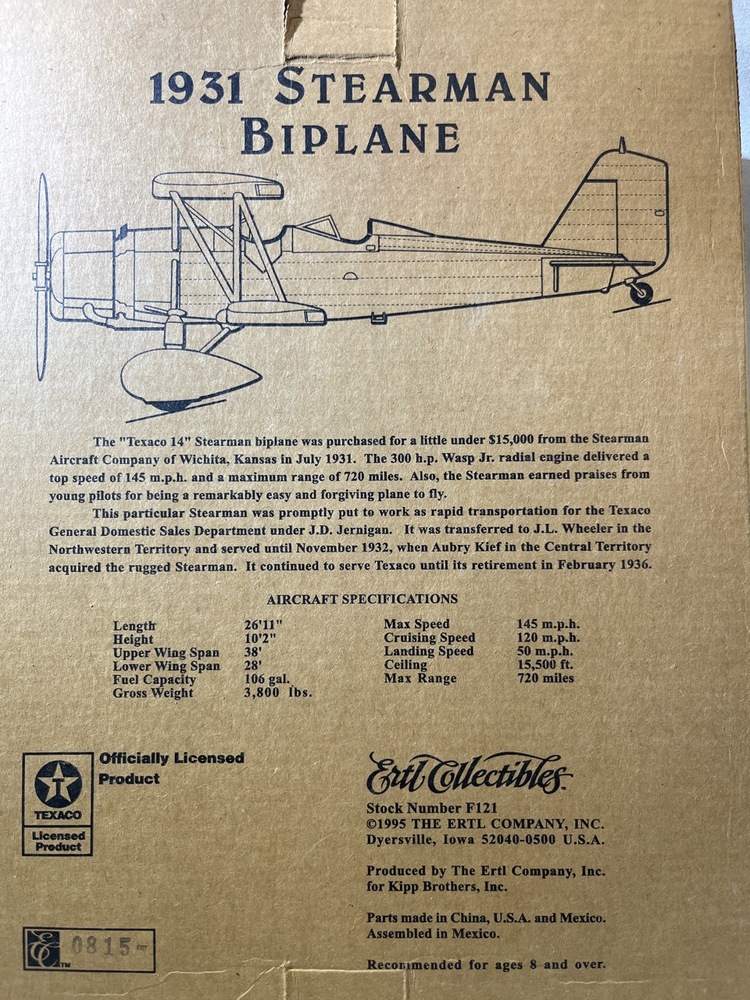 1931 STEARMAN
BIPLANE
The "Texaco 14" Stearman biplane was purchased for a little under $15,000 from the Stearman
Aircraft Company of Wichita, Kansas in July 1931. The 300 h.p. Wasp Jr. radial engine delivered a
top speed of 145 m.p.h. and a maximum range of 720 miles. Also, the Stearman earned praises from
young pilots for being a remarkably easy and forgiving plane to fly.
This particular Stearman was promptly put to work as rapid transportation for the Texaco
General Domestic Sales Department under J.D. Jernigan. It was transferred to J.L. Wheeler in the
Northwestern Territory and served until November 1932, when Aubry Kief in the Central Territory
acquired the rugged Stearman. It continued to serve Texaco until its retirement in February 1936.
AIRCRAFT SPECIFICATIONS
Length 26'11"
Height 10'2"
Upper Wing Span 38'
Lower Wing Span 28'
Fuel Capacity 106 gal.
Gross Weight 3,800 lbs.
Max Speed 145 m.p.h.
Cruising Speed 120 m.p.h.
Landing Speed 50 m.p.h.
Ceiling 15,500 ft.
Max Range 720 miles
T
TEXACO
Licensed
Product
Officially Licensed
Product
Ertl Collectibles
Stock Number F121
©1995 THE ERTL COMPANY, INC.
Dyersville, Iowa 52040-0500 U.S.A.
Produced by The Ertl Company, Inc.
for Kipp Brothers, Inc.
Parts made in China, U.S.A. and Mexico.
Assembled in Mexico.
Recommended for ages 8 and over.
EC TM 0815-